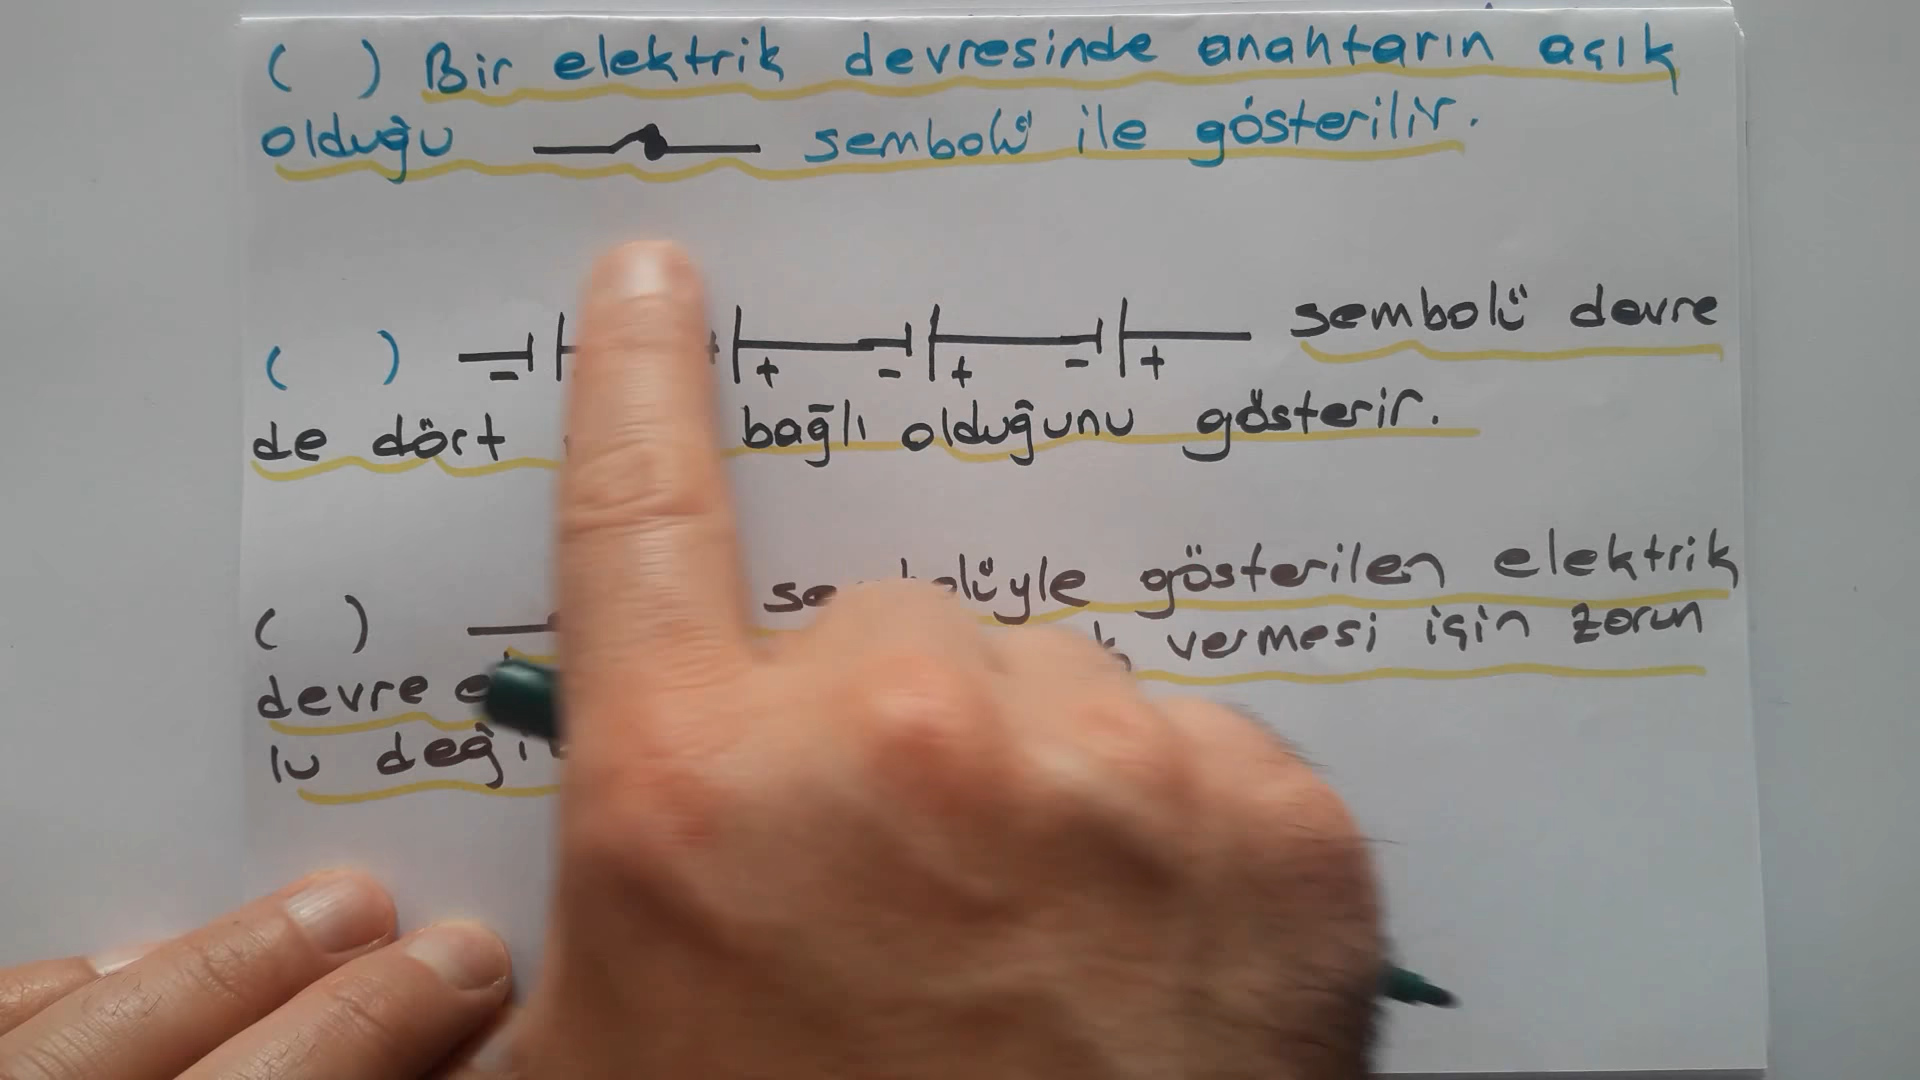 ( ) Bir elektrik devresinde anahtarın açık
olduğu sembolü ile gösterilir.
( ) - + - + - + sembolü devre
de dört bağlı olduğunu gösterir.
( ) gösterilen elektrik
devre vermesi için zorun
lu